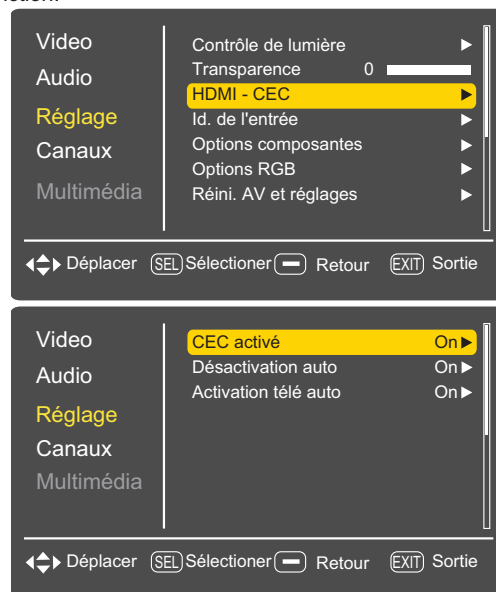 Video
Audio
Réglage
Canaux
Multimédia
Contrôle de lumière
Transparence 0
HDMI - CEC
Id. de l'entrée
Options composantes
Options RGB
Réini. AV et réglages
Déplacer SEL Sélectioner Retour EXIT Sortie
Video
Audio
Réglage
Canaux
Multimédia
CEC activé On
Désactivation auto On
Activation télé auto On
Déplacer SEL Sélectioner Retour EXIT Sortie